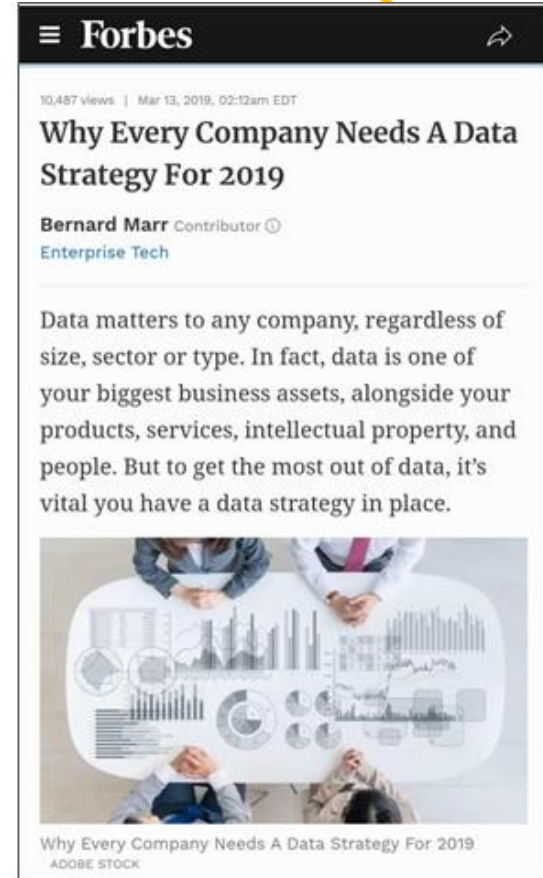 Forbes
10,487 views | Mar 13, 2019, 02:12am EDT
Why Every Company Needs A Data
Strategy For 2019
Bernard Marr Contributor
Enterprise Tech
Data matters to any company, regardless of
size, sector or type. In fact, data is one of
your biggest business assets, alongside your
products, services, intellectual property, and
people. But to get the most out of data, it's
vital you have a data strategy in place.
Why Every Company Needs A Data Strategy For 2019
ADOBE STOCK